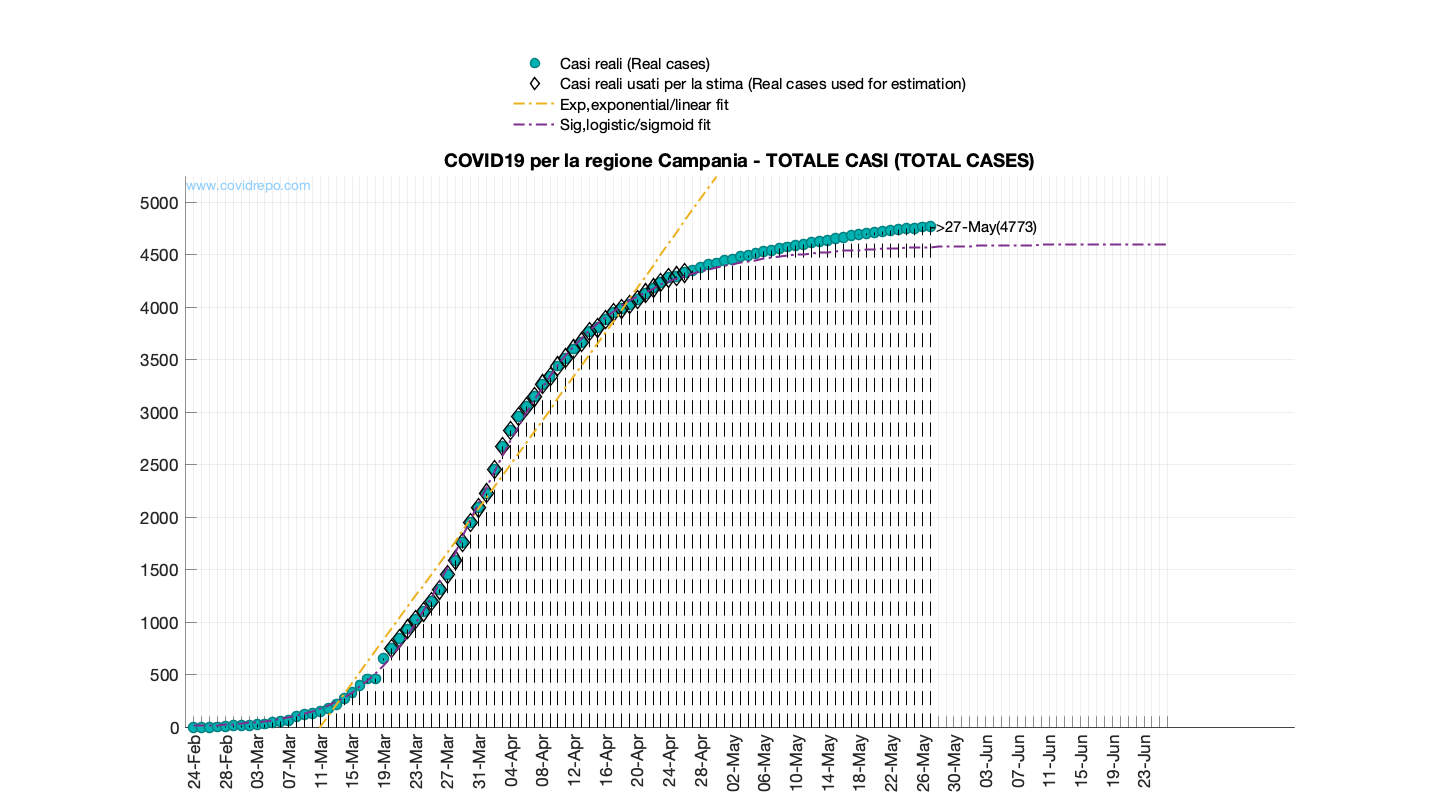 Casi reali (Real cases)
Casi reali usati per la stima (Real cases used for estimation)
Exp,exponential/linear fit
Sig,logistic/sigmoid fit
COVID19 per la regione Campania - TOTALE CASI (TOTAL CASES)
www.covidrepo.com
5000
4500
4000
3500
3000
2500
2000
1500
1000
500
0
->27-May(4773)
24-Feb
28-Feb
03-Mar
07-Mar
11-Mar
15-Mar
19-Mar
23-Mar
27-Mar
31-Mar
04-Apr
08-Apr
12-Apr
16-Apr
20-Apr
24-Apr
28-Apr
02-May
06-May
10-May
14-May
18-May
22-May
26-May
30-May
03-Jun
07-Jun
11-Jun
15-Jun
19-Jun
23-Jun